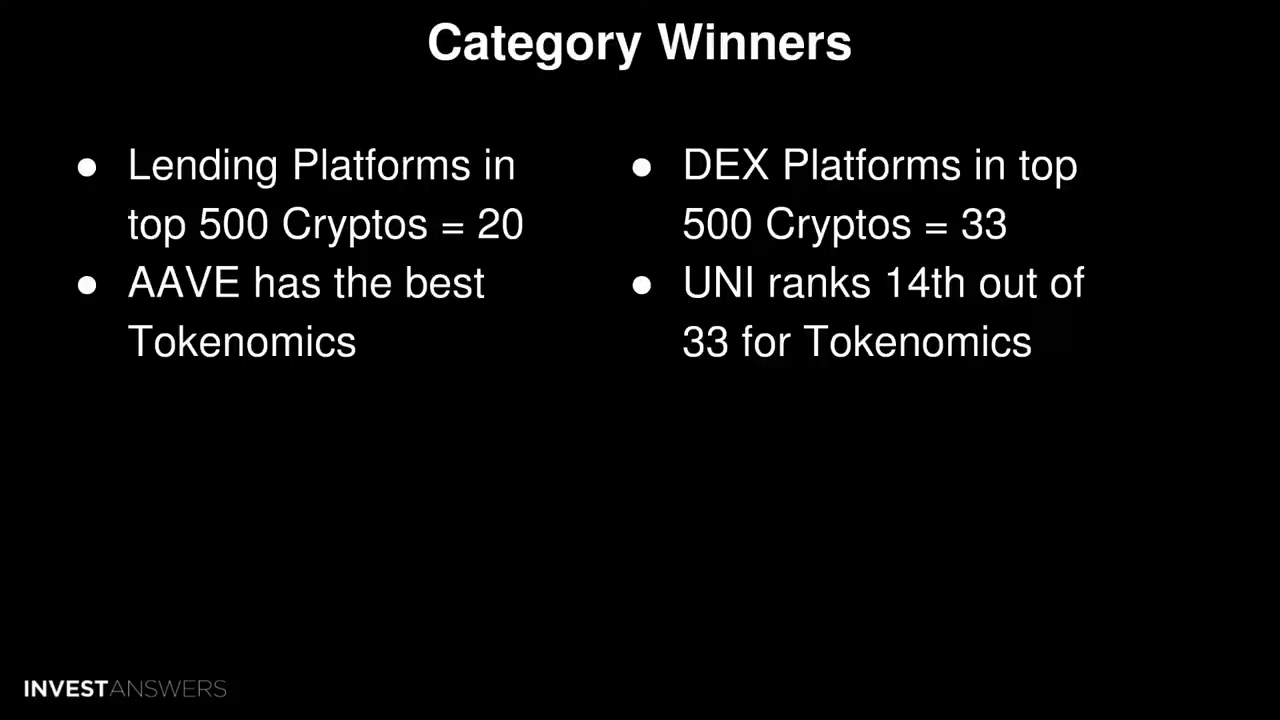 Category Winners
● Lending Platforms in
top 500 Cryptos = 20
● AAVE has the best
Tokenomics
● DEX Platforms in top
500 Cryptos = 33
● UNI ranks 14th out of
33 for Tokenomics
INVESTANSWERS